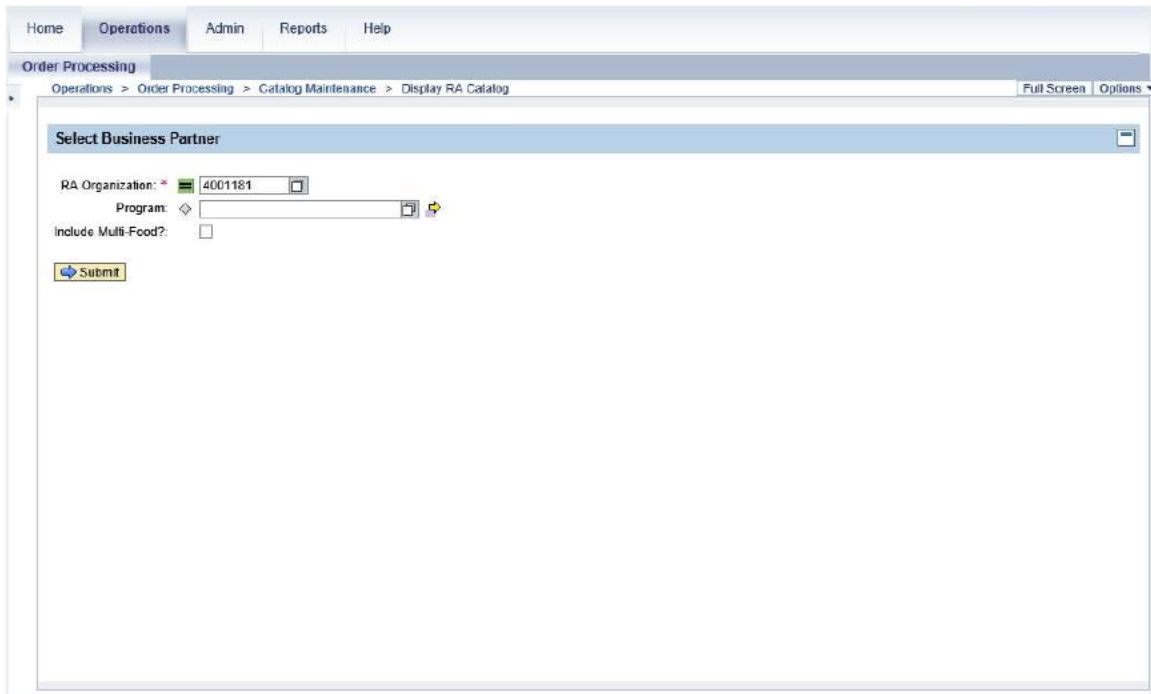 Home Operations Admin Reports Help
Order Processing
Operations > Order Processing > Catalog Maintenance > Display RA Catalog Full Screen Options
Select Business Partner
RA Organization: * 4001181
Program:
Include Multi-Food?:
Submit